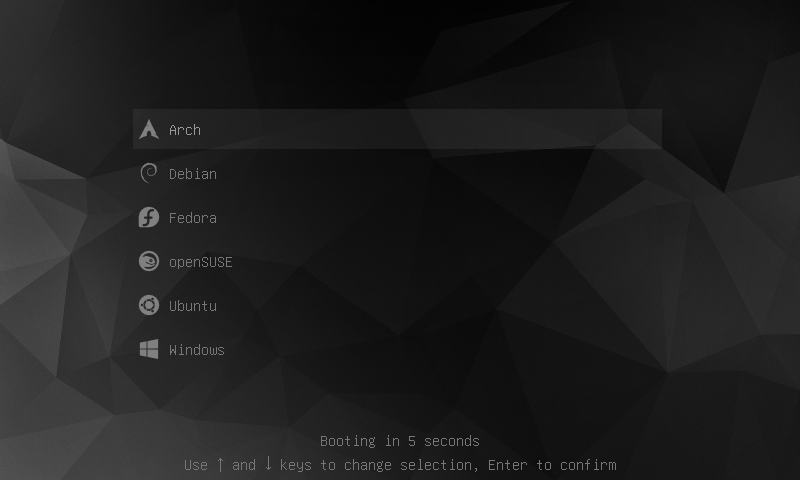 Arch
Debian
Fedora
openSUSE
Ubuntu
Windows
Booting in 5 seconds
Use ↑ and ↓ keys to change selection, Enter to confirm